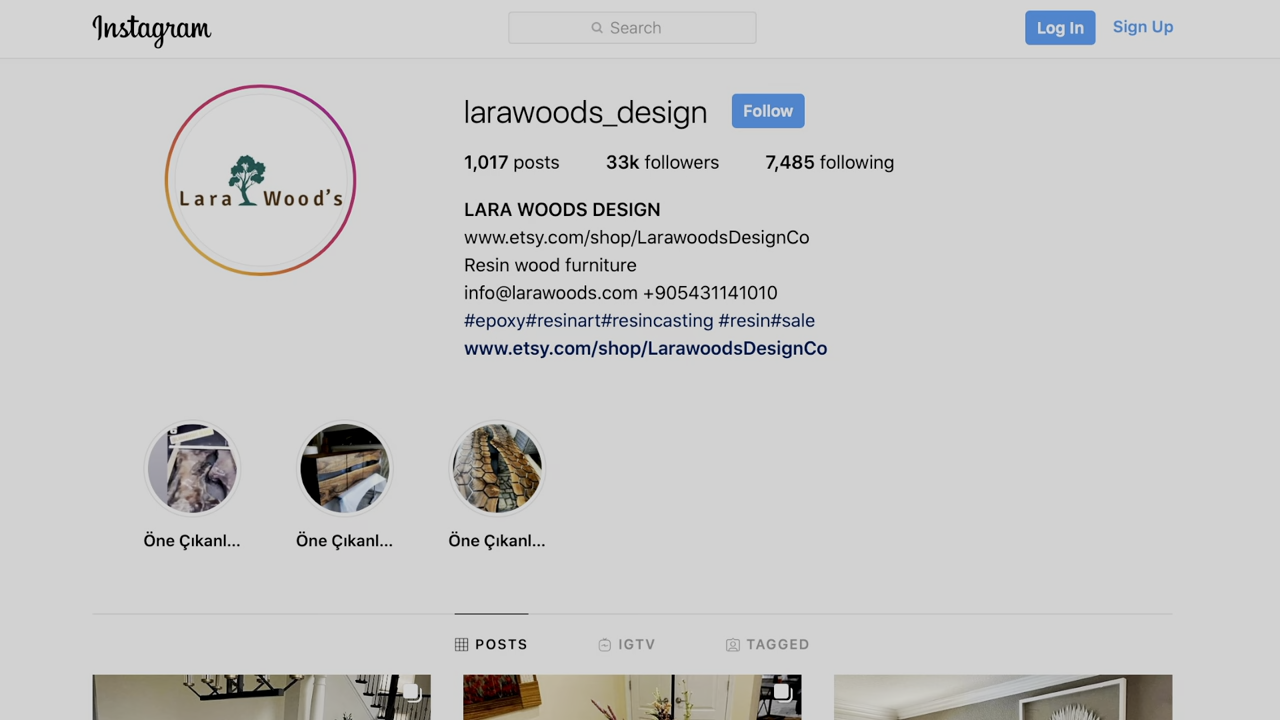 Instagram
Search
Log In
Sign Up
Lara Wood's
larawoods_design
Follow
1,017 posts
33k followers
7,485 following
LARA WOODS DESIGN
www.etsy.com/shop/LarawoodsDesignCo
Resin wood furniture
info@larawoods.com +905431141010
#epoxy#resinart#resincasting #resin#sale
www.etsy.com/shop/LarawoodsDesignCo
Öne Çıkanl...
Öne Çıkanl...
Öne Çıkanl...
POSTS
IGTV
TAGGED